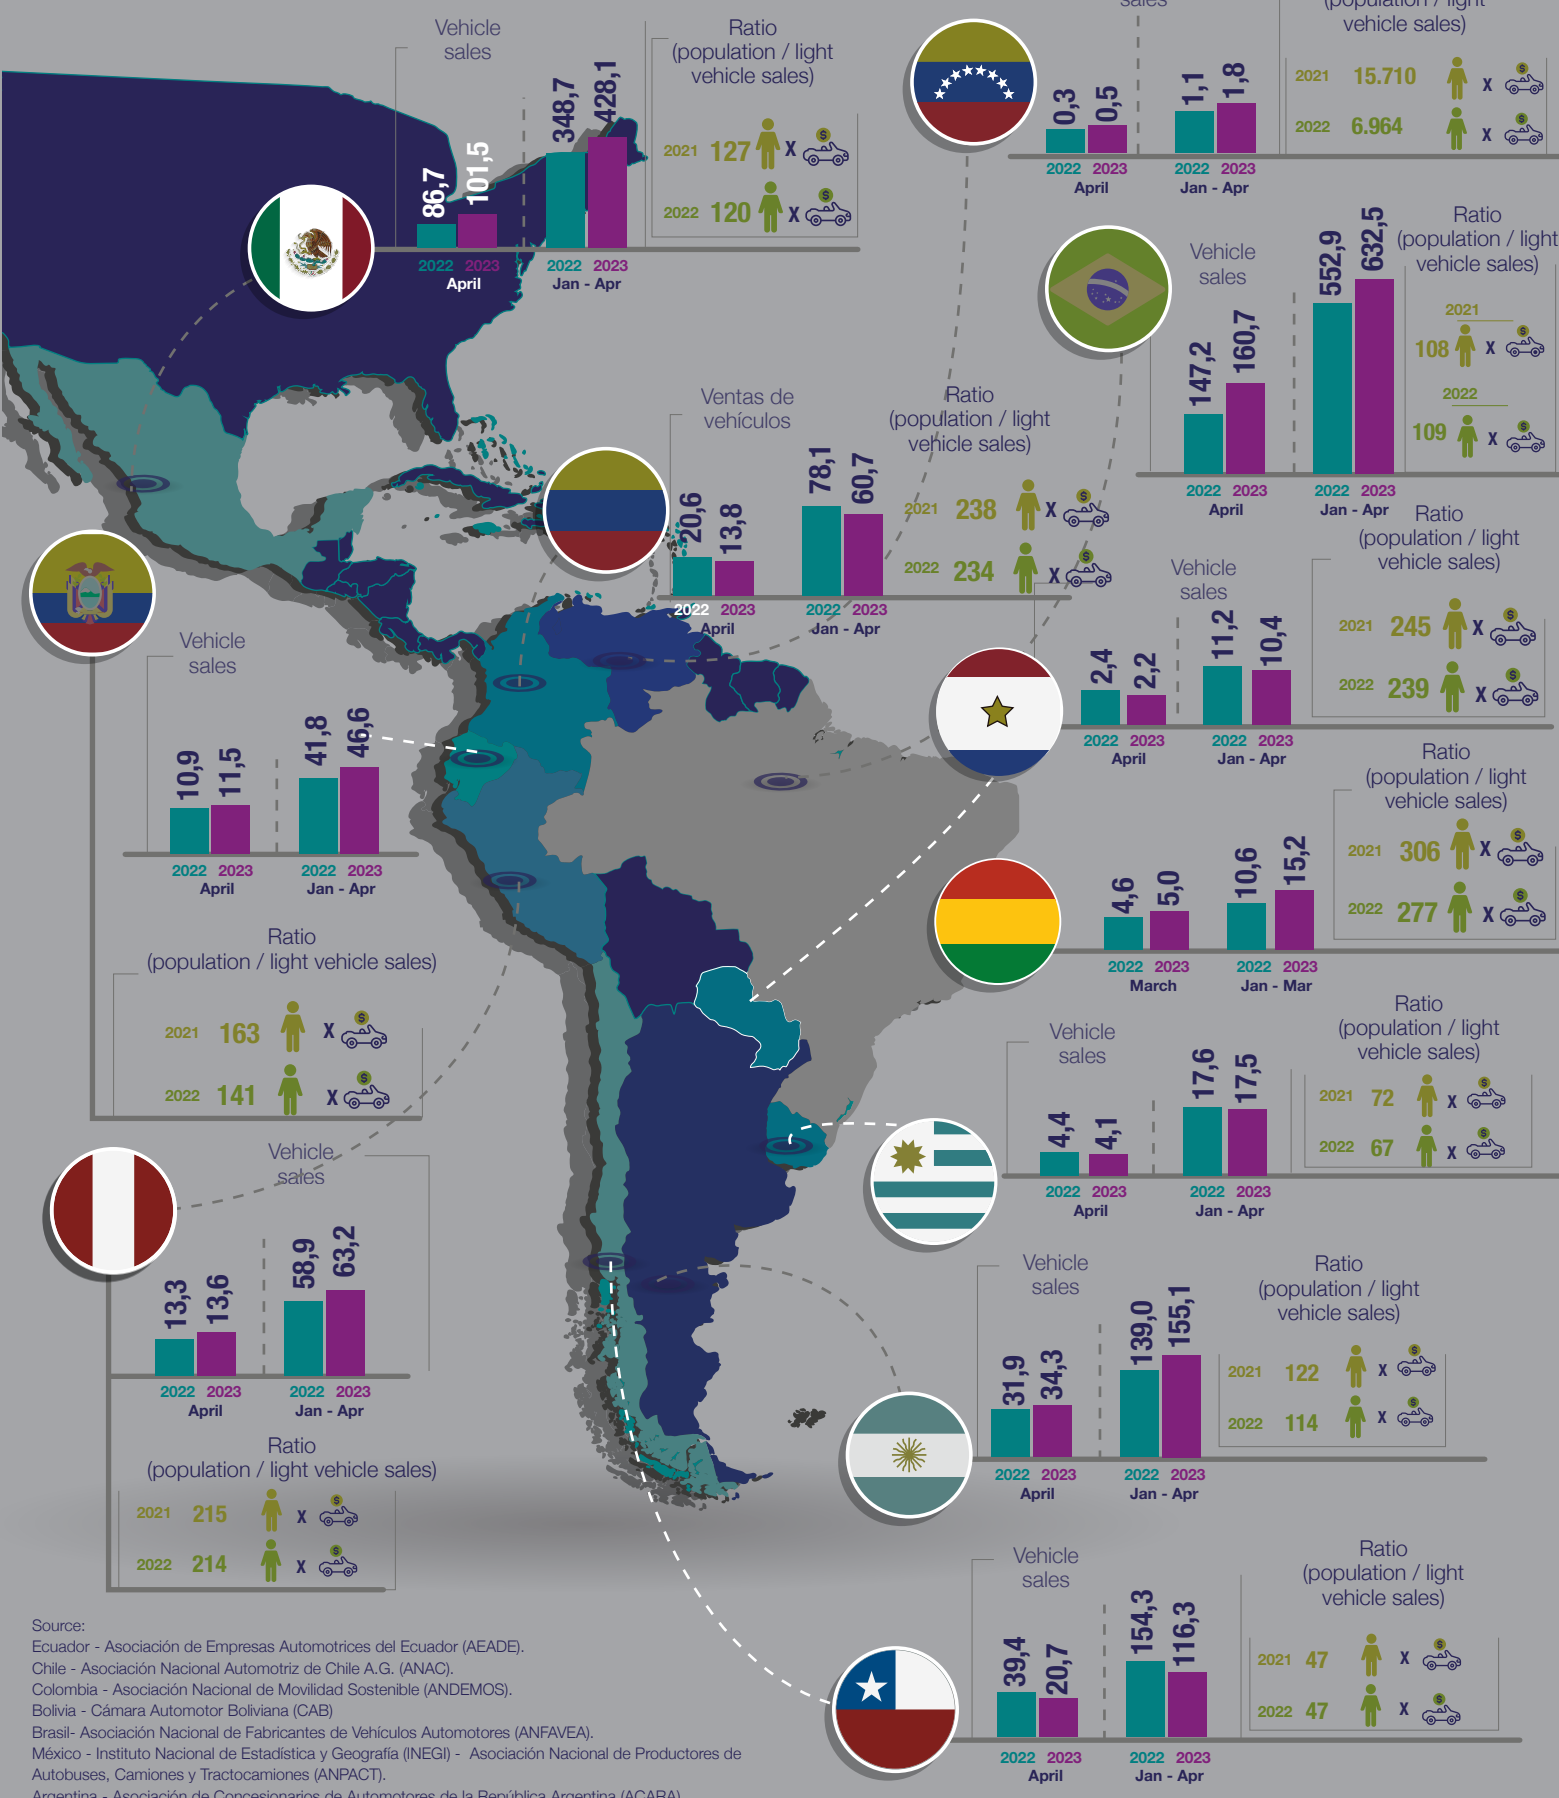 Vehicle
sales
86,7
101,5
348,7
428,1
2022 2023
April
2022 2023
Jan - Apr
Ratio
(population / light
vehicle sales)
2021 127 X $
2022 120 X $
sales
0,3
0,5
1,1
1,8
2022 2023
April
2022 2023
Jan - Apr
(population / light
vehicle sales)
2021 15.710 X $
2022 6.964 X $
Vehicle
sales
147,2
160,7
552,9
632,5
2022 2023
April
2022 2023
Jan - Apr
Ratio
(population / light
vehicle sales)
2021
108 X $
2022
109 X $
Ventas de
vehículos
20,6
13,8
78,1
60,7
2022 2023
April
2022 2023
Jan - Apr
Ratio
(population / light
vehicle sales)
2021 238 X $
2022 234 X $
Vehicle
sales
2,4
2,2
11,2
10,4
2022 2023
April
2022 2023
Jan - Apr
Ratio
(population / light
vehicle sales)
2021 245 X $
2022 239 X $
Vehicle
sales
10,9
11,5
41,8
46,6
2022 2023
April
2022 2023
Jan - Apr
Ratio
(population / light vehicle sales)
2021 163 X $
2022 141 X $
4,6
5,0
10,6
15,2
2022 2023
March
2022 2023
Jan - Mar
Ratio
(population / light
vehicle sales)
2021 306 X $
2022 277 X $
Vehicle
sales
4,4
4,1
17,6
17,5
2022 2023
April
2022 2023
Jan - Apr
Ratio
(population / light
vehicle sales)
2021 72 X $
2022 67 X $
Vehicle
sales
13,3
13,6
58,9
63,2
2022 2023
April
2022 2023
Jan - Apr
Ratio
(population / light vehicle sales)
2021 215 X $
2022 214 X $
Vehicle
sales
31,9
34,3
139,0
155,1
2022 2023
April
2022 2023
Jan - Apr
Ratio
(population / light
vehicle sales)
2021 122 X $
2022 114 X $
Vehicle
sales
39,4
20,7
154,3
116,3
2022 2023
April
2022 2023
Jan - Apr
Ratio
(population / light
vehicle sales)
2021 47 X $
2022 47 X $
Source:
Ecuador - Asociación de Empresas Automotrices del Ecuador (AEADE).
Chile - Asociación Nacional Automotriz de Chile A.G. (ANAC).
Colombia - Asociación Nacional de Movilidad Sostenible (ANDEMOS).
Bolivia - Cámara Automotor Boliviana (CAB)
Brasil- Asociación Nacional de Fabricantes de Vehículos Automotores (ANFAVEA).
México - Instituto Nacional de Estadística y Geografía (INEGI) - Asociación Nacional de Productores de
Autobuses, Camiones y Tractocamiones (ANPACT).
Argentina - Asociación de Concesionarios de Automotores de la República Argentina (ACARA)